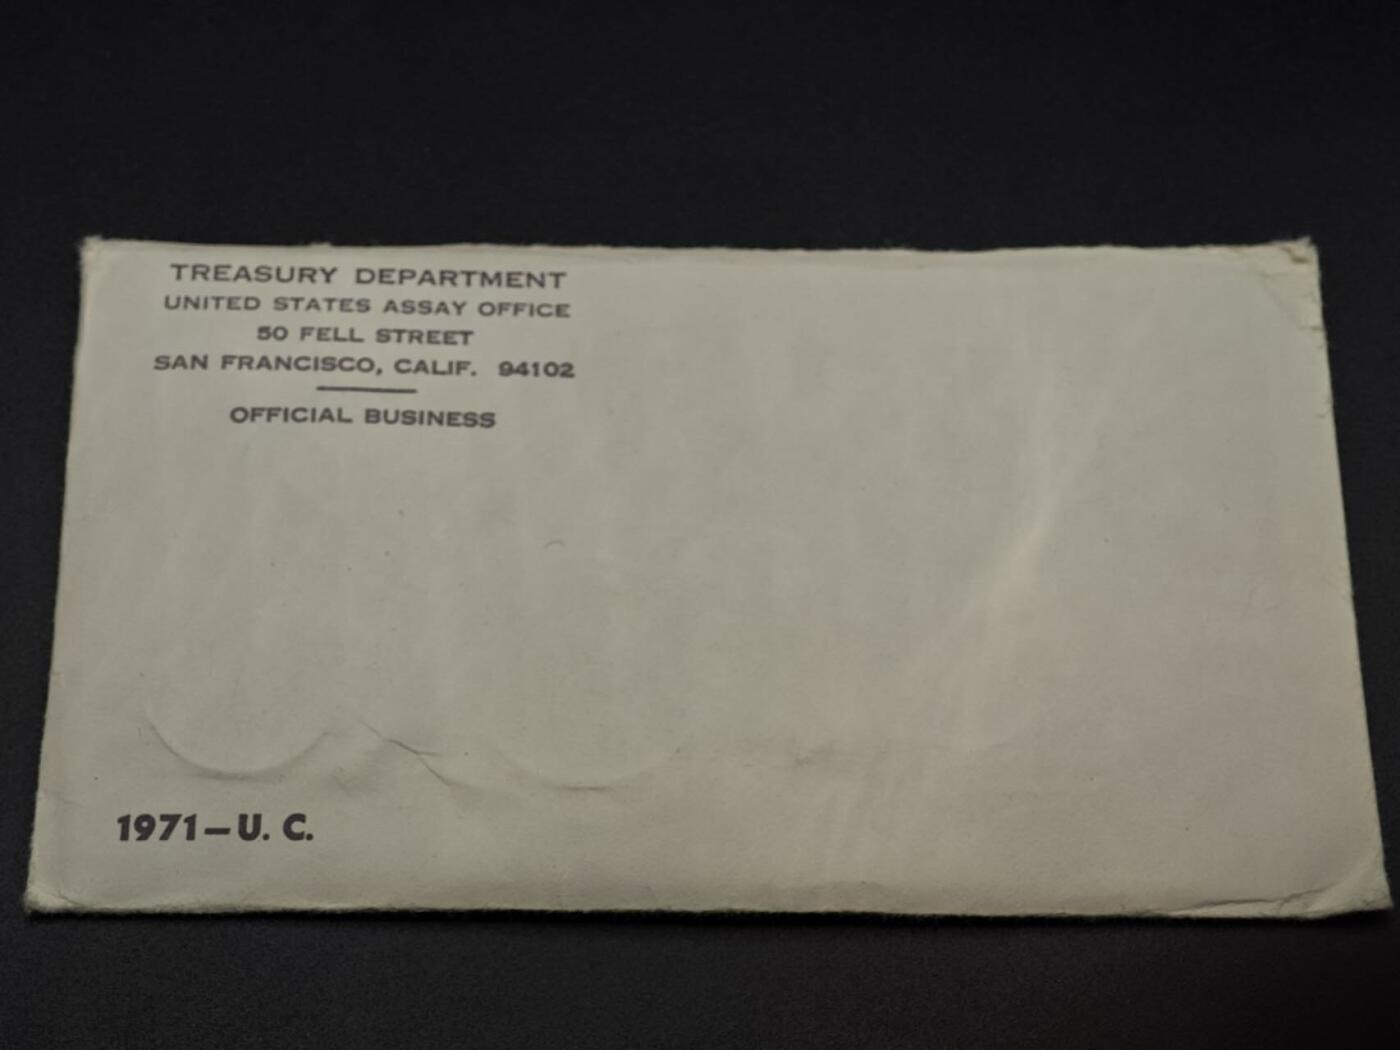 TREASURY DEPARTMENT
UNITED STATES ASSAY OFFICE
50 FELL STREET
SAN FRANCISCO, CALIF. 94102
OFFICIAL BUSINESS
1971–U. C.